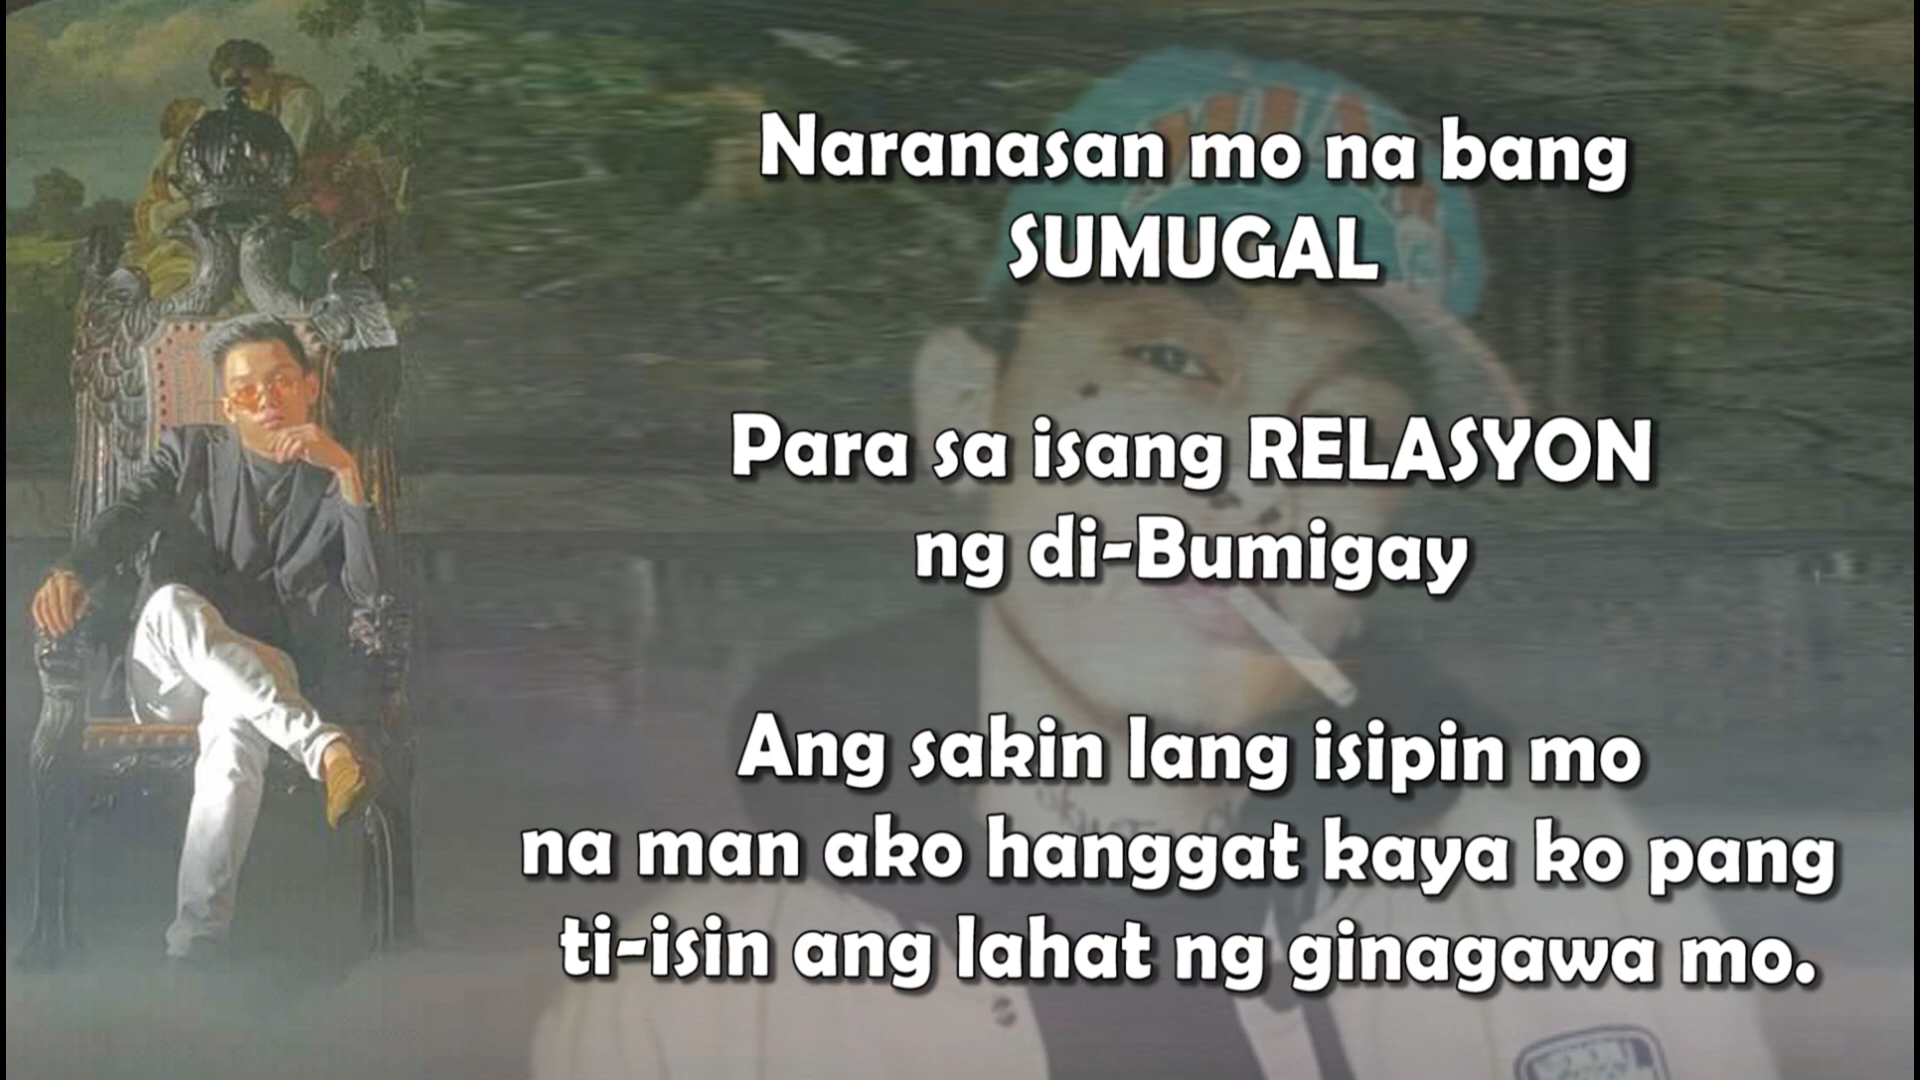 Naranasan mo na bang
SUMUGAL
Para sa isang RELASYON
ng di-Bumigay
Ang sakin lang isipin mo
na man ako hanggat kaya ko pang
ti-isin ang lahat ng ginagawa mo.